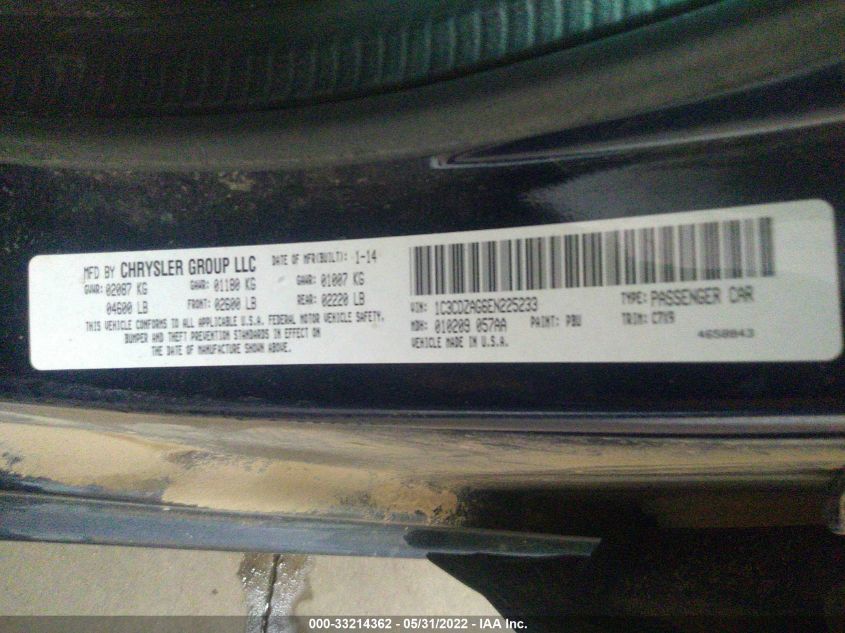 MFD BY CHRYSLER GROUP LLC DATE OF MFR(BUILT): 1-14
GVWR: 02087 KG GAWR: 01180 KG GAWR: 01007 KG
04600 LB FRONT: 02600 LB REAR: 02220 LB
THIS VEHICLE CONFORMS TO ALL FEDERAL MOTOR VEHICLE SAFETY,
BUMPER AND THEFT PREVENTION STANDARDS IN EFFECT ON
THE DATE OF MANUFACTURE SHOWN ABOVE.
VIN: 1C3CDZAG6EN225233 TYPE: PASSENGER CAR
MDH: 010209 057AA PAINT: PBU TRIM: C7X9
VEHICLE MADE IN U.S.A. 4650843
000-33214362 - 05/31/2022 - IAA Inc.